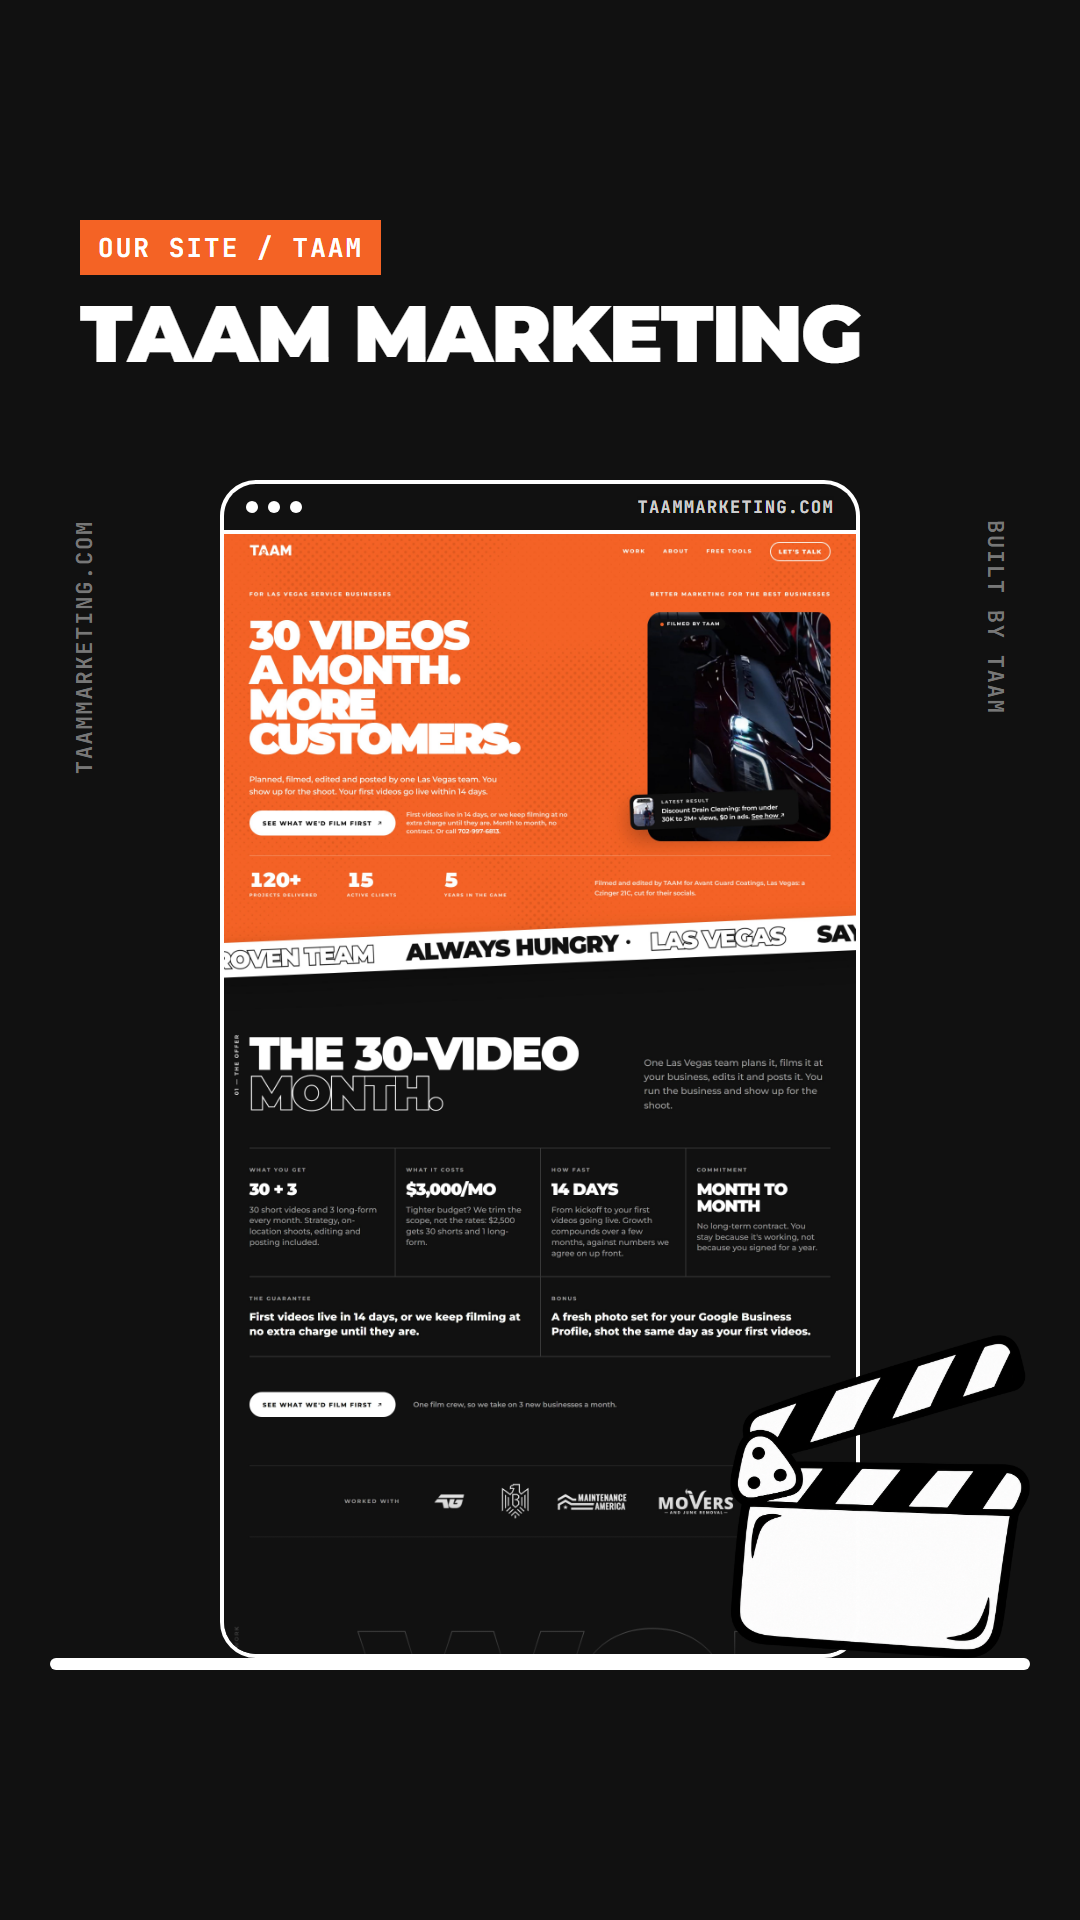 OUR SITE / TAAM
TAAM MARKETING
TAAMMARKETING.COM
BUILT BY TAAM
TAAMMARKETING.COM
TAAM
WORK
ABOUT
FREE TOOLS
LET'S TALK
FOR LAS VEGAS SERVICE BUSINESSES
BETTER MARKETING FOR THE BEST BUSINESSES
30 VIDEOS
A MONTH.
MORE
CUSTOMERS.
Planned, filmed, edited and posted by one Las Vegas team. You
show up for the shoot. Your first videos go live within 14 days.
SEE WHAT WE'D FILM FIRST ↗
First videos live in 14 days, or we keep filming at no
extra charge until they are. Month to month, no
contract. Or call 702-997-6813.
FILMED BY TAAM
LATEST RESULT
Discount Drain Cleaning: from under
30K to 2M+ views, $0 in ads. See how ↗
120+
PROJECTS DELIVERED
15
ACTIVE CLIENTS
5
YEARS IN THE GAME
Filmed and edited by TAAM for Avant Guard Coatings, Las Vegas: a
Czinger 21C, cut for their socials.
ROVEN TEAM ALWAYS HUNGRY · LAS VEGAS SAY
01 — THE OFFER
THE 30-VIDEO
MONTH.
One Las Vegas team plans it, films it at
your business, edits it and posts it. You
run the business and show up for the
shoot.
WHAT YOU GET
30 + 3
30 short videos and 3 long-form
every month. Strategy, on-
location shoots, editing and
posting included.
WHAT IT COSTS
$3,000/MO
Tighter budget? We trim the
scope, not the rates: $2,500
gets 30 shorts and 1 long-
form.
HOW FAST
14 DAYS
From kickoff to your first
videos going live. Growth
compounds over a few
months, against numbers we
agree on up front.
COMMITMENT
MONTH TO
MONTH
No long-term contract. You
stay because it's working, not
because you signed for a year.
THE GUARANTEE
First videos live in 14 days, or we keep filming at
no extra charge until they are.
BONUS
A fresh photo set for your Google Business
Profile, shot the same day as your first videos.
SEE WHAT WE'D FILM FIRST ↗
One film crew, so we take on 3 new businesses a month.
WORKED WITH
MAINTENANCE
AMERICA
MOVERS
AND JUNK REMOVAL